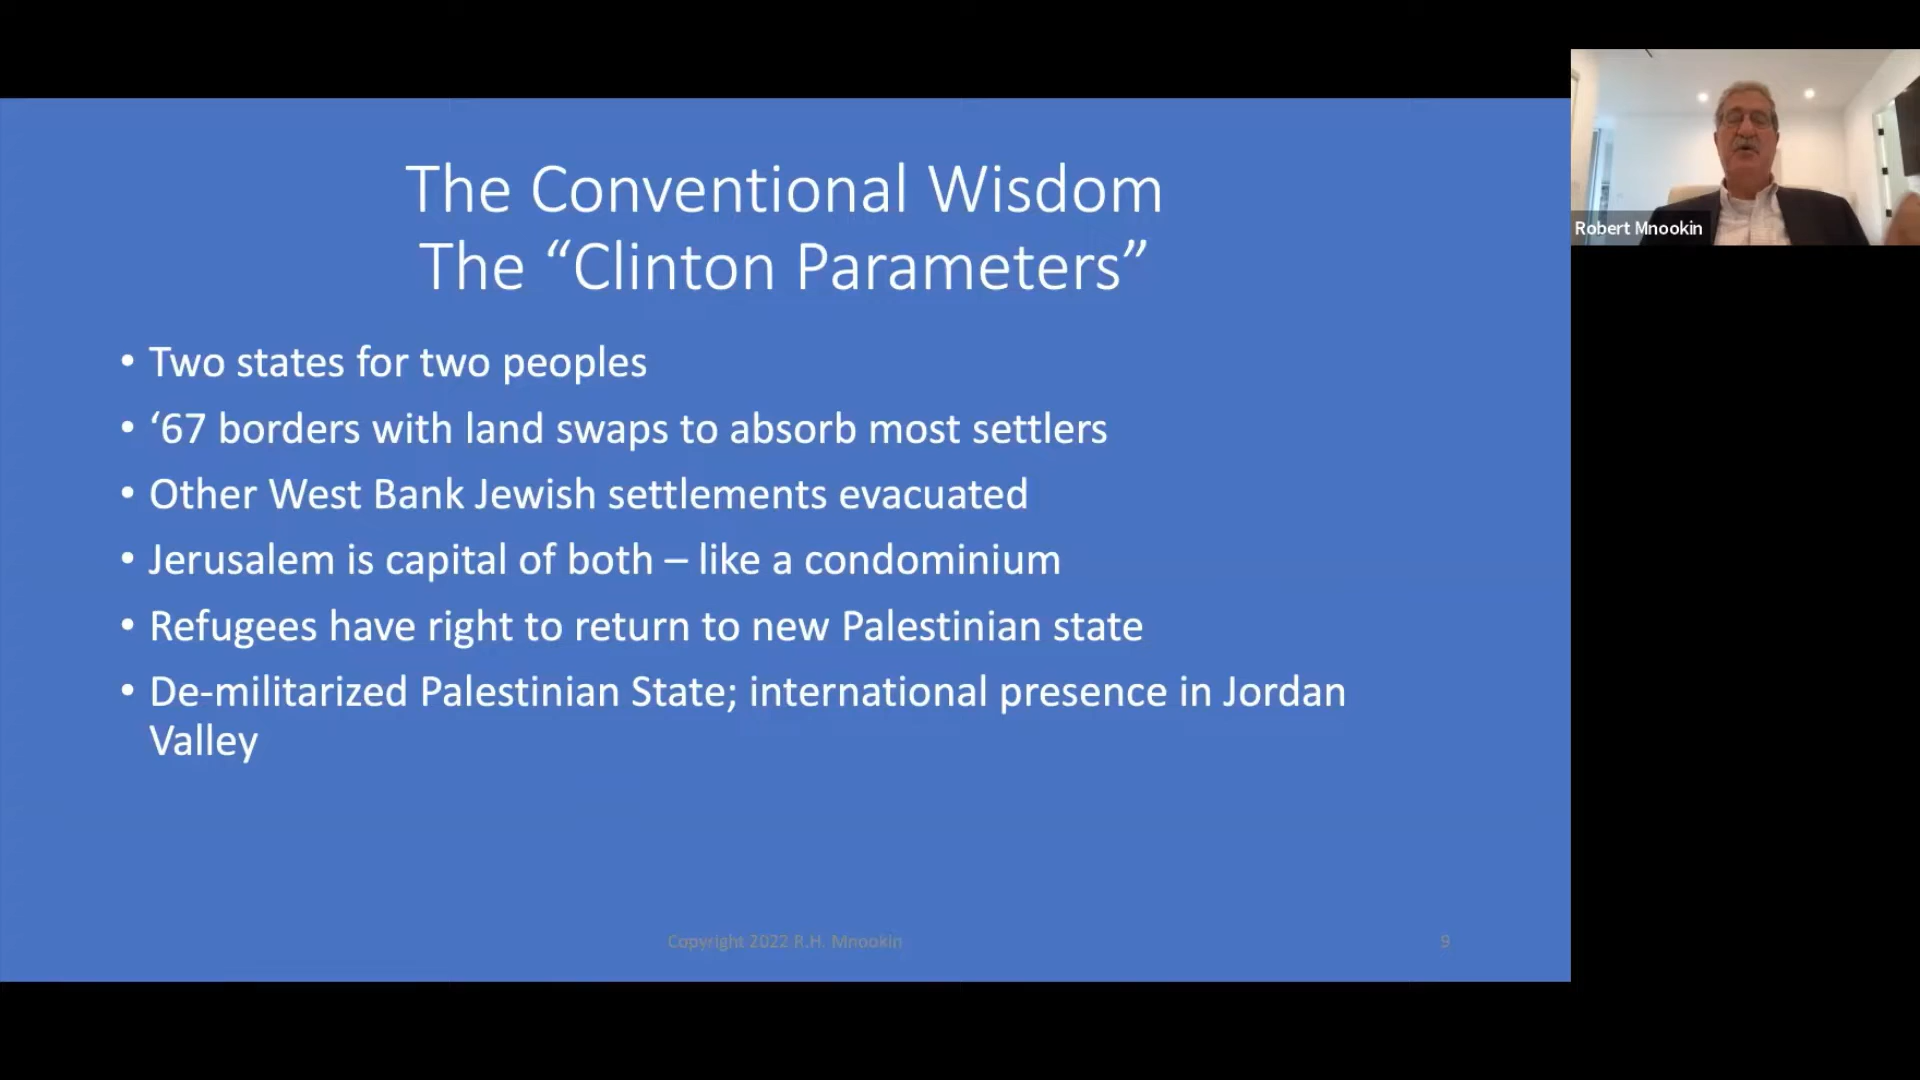 The Conventional Wisdom
The “Clinton Parameters”
• Two states for two peoples
• ‘67 borders with land swaps to absorb most settlers
• Other West Bank Jewish settlements evacuated
• Jerusalem is capital of both – like a condominium
• Refugees have right to return to new Palestinian state
• De-militarized Palestinian State; international presence in Jordan
Valley
Copyright 2022 R.H. Mnookin
9
Robert Mnookin